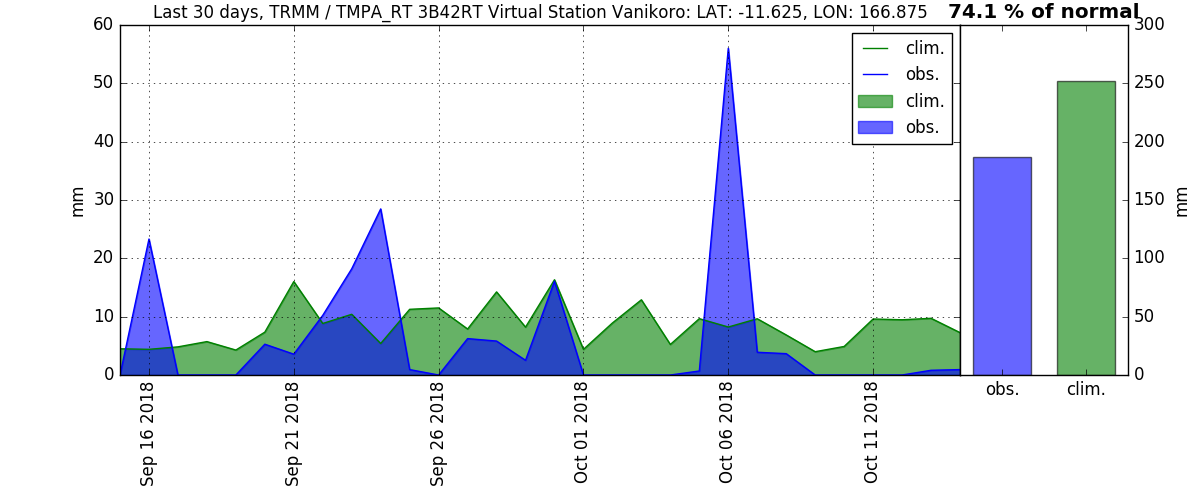 Last 30 days, TRMM / TMPA_RT 3B42RT Virtual Station Vanikoro: LAT: -11.625, LON: 166.875
74.1 % of normal
60
50
40
30
20
10
0
mm
clim.
obs.
clim.
obs.
Sep 16 2018
Sep 21 2018
Sep 26 2018
Oct 01 2018
Oct 06 2018
Oct 11 2018
300
250
200
150
100
50
0
mm
obs.
clim.